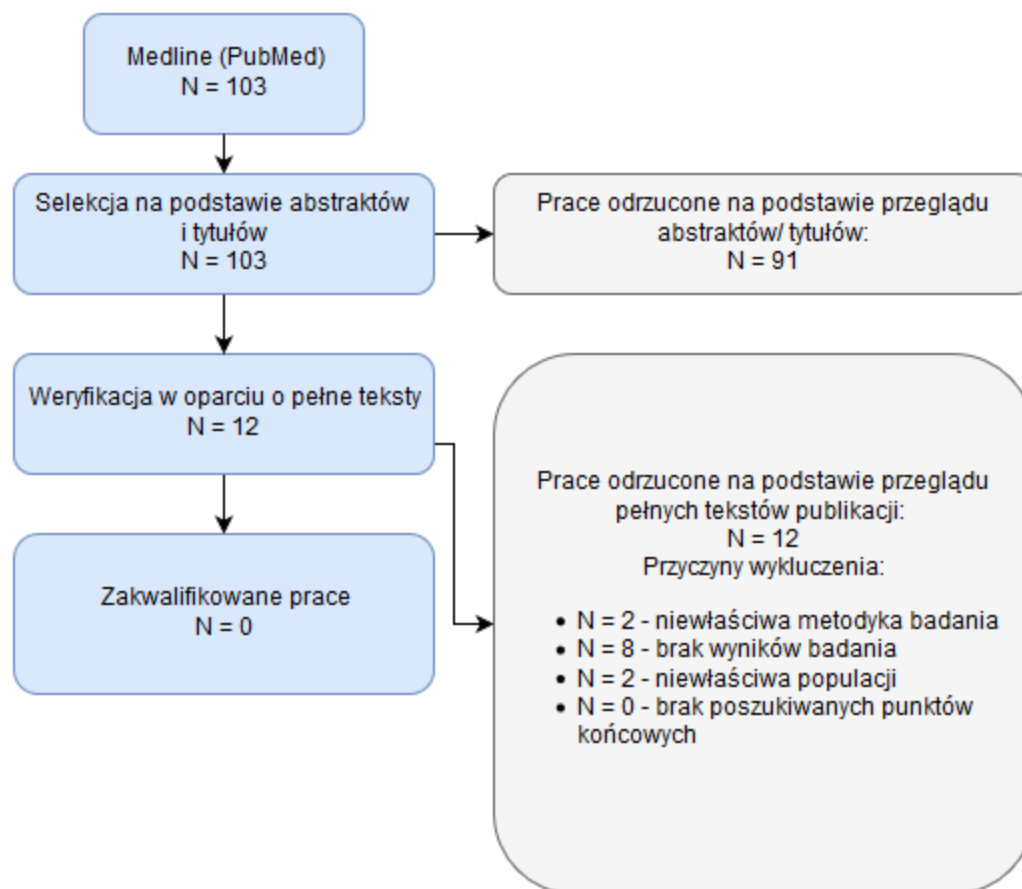 Medline (PubMed)
N = 103
Selekcja na podstawie abstraktów
i tytułów
N = 103
Prace odrzucone na podstawie przeglądu
abstraktów/ tytułów:
N = 91
Weryfikacja w oparciu o pełne teksty
N = 12
Prace odrzucone na podstawie przeglądu
pełnych tekstów publikacji:
N = 12
Przyczyny wykluczenia:
• N = 2 - niewłaściwa metodyka badania
• N = 8 - brak wyników badania
• N = 2 - niewłaściwa populacji
• N = 0 - brak poszukiwanych punktów
końcowych
Zakwalifikowane prace
N = 0